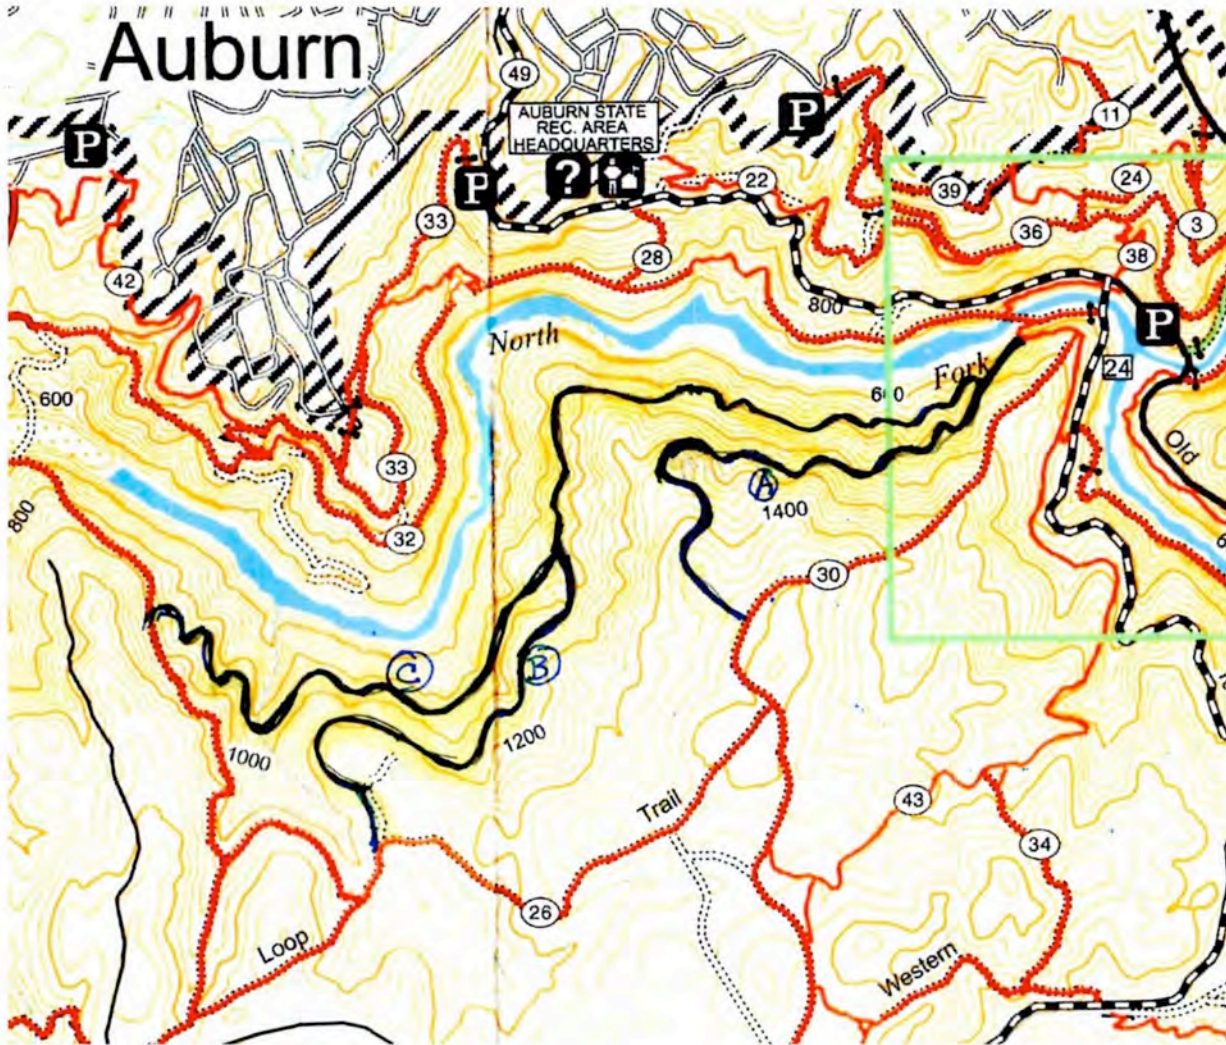 Auburn
49
AUBURN STATE
REC. AREA
HEADQUARTERS
P
P
P
?
11
33
22
39
24
36
3
38
28
42
800
P
North
Fork
600
24
600
Old
33
A
1400
800
32
30
C
B
1000
1200
Trail
43
34
26
Loop
Western